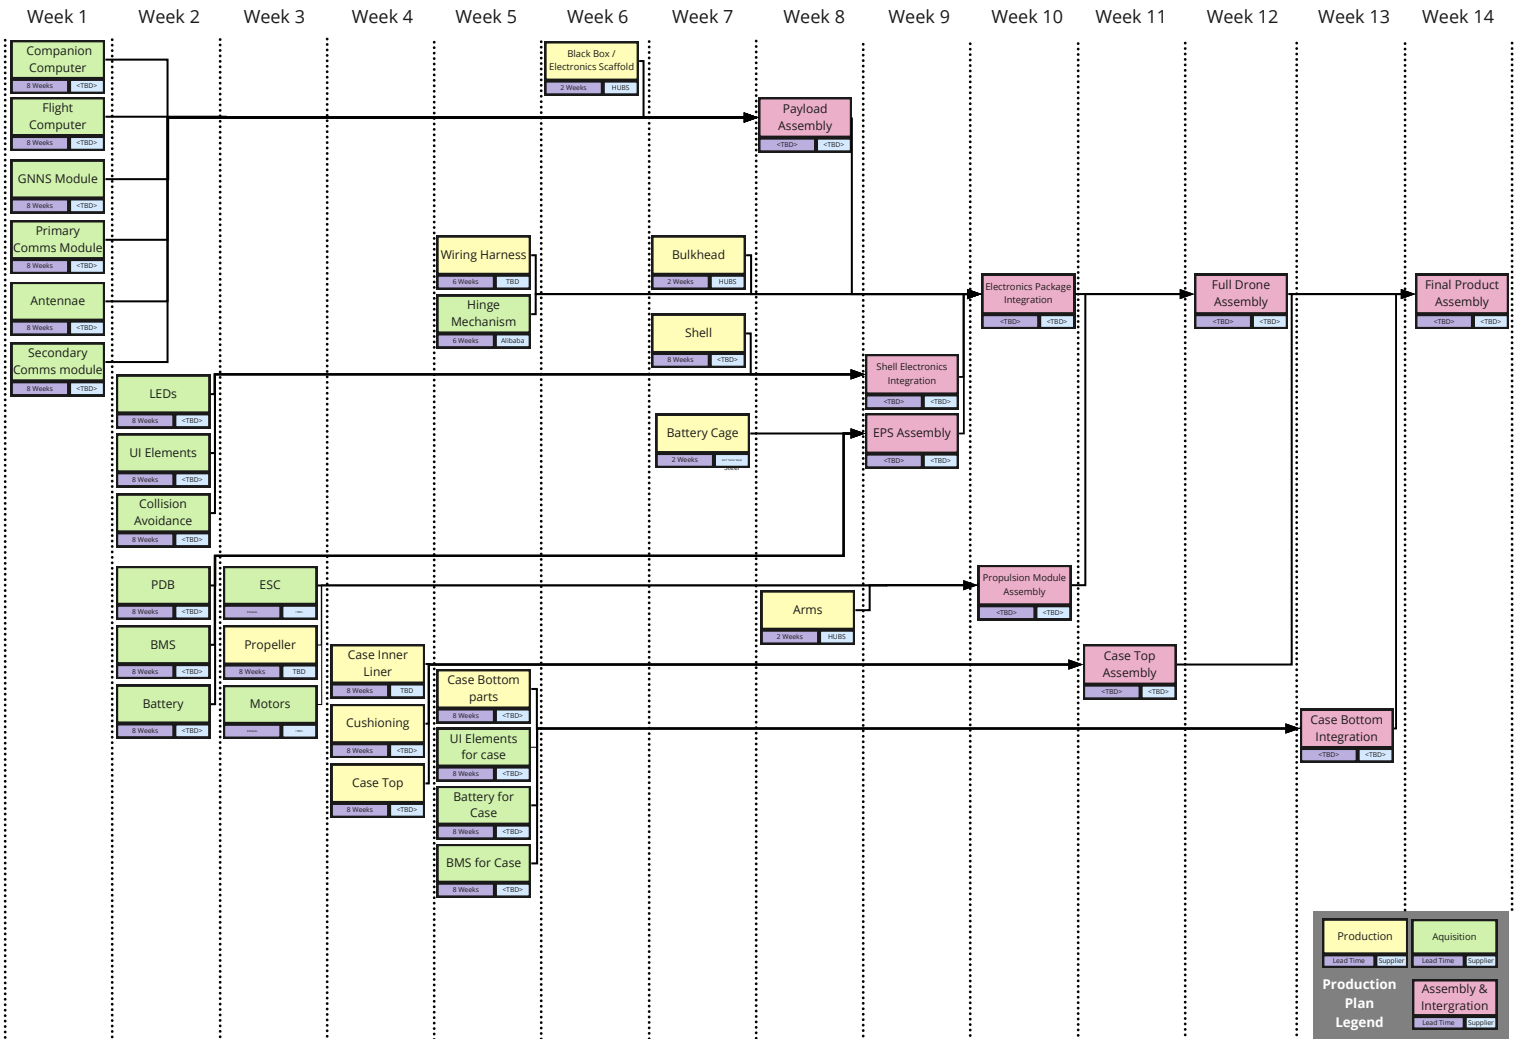 Week 1
Week 2
Week 3
Week 4
Week 5
Week 6
Week 7
Week 8
Week 9
Week 10
Week 11
Week 12
Week 13
Week 14
Companion
Computer
8 Weeks
<TBD>
Flight
Computer
8 Weeks
<TBD>
GNNS Module
8 Weeks
<TBD>
Primary
Comms Module
8 Weeks
<TBD>
Antennae
8 Weeks
<TBD>
Secondary
Comms module
8 Weeks
<TBD>
LEDs
8 Weeks
<TBD>
UI Elements
8 Weeks
<TBD>
Collision
Avoidance
8 Weeks
<TBD>
PDB
8 Weeks
<TBD>
BMS
8 Weeks
<TBD>
Battery
8 Weeks
<TBD>
ESC
Propeller
8 Weeks
TBD
Motors
Case Inner
Liner
8 Weeks
TBD
Cushioning
8 Weeks
<TBD>
Case Top
8 Weeks
<TBD>
Wiring Harness
6 Weeks
TBD
Hinge
Mechanism
6 Weeks
Alibaba
Case Bottom
parts
8 Weeks
<TBD>
UI Elements
for case
8 Weeks
<TBD>
Battery for
Case
8 Weeks
<TBD>
BMS for Case
8 Weeks
<TBD>
Black Box /
Electronics Scaffold
2 Weeks
HUBS
Bulkhead
2 Weeks
HUBS
Shell
8 Weeks
<TBD>
Battery Cage
2 Weeks
Payload
Assembly
<TBD>
<TBD>
Arms
2 Weeks
HUBS
Shell Electronics
Integration
<TBD>
<TBD>
EPS Assembly
<TBD>
<TBD>
Electronics Package
Integration
<TBD>
<TBD>
Propulsion Module
Assembly
<TBD>
<TBD>
Case Top
Assembly
<TBD>
<TBD>
Full Drone
Assembly
<TBD>
<TBD>
Case Bottom
Integration
<TBD>
<TBD>
Final Product
Assembly
<TBD>
<TBD>
Production
Lead Time
Supplier
Aquisition
Lead Time
Supplier
Production
Plan
Legend
Assembly &
Intergration
Lead Time
Supplier